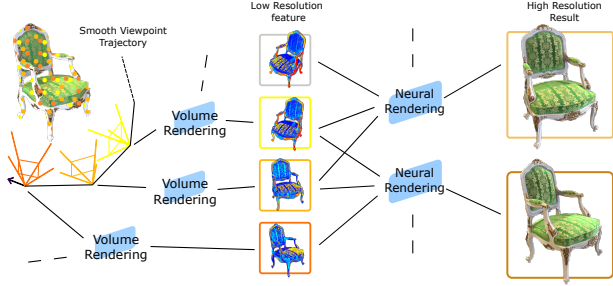 Low Resolution
feature
High Resolution
Result
Smooth Viewpoint
Trajectory
Volume
Rendering
Neural
Rendering
Volume
Rendering
Neural
Rendering
Volume
Rendering